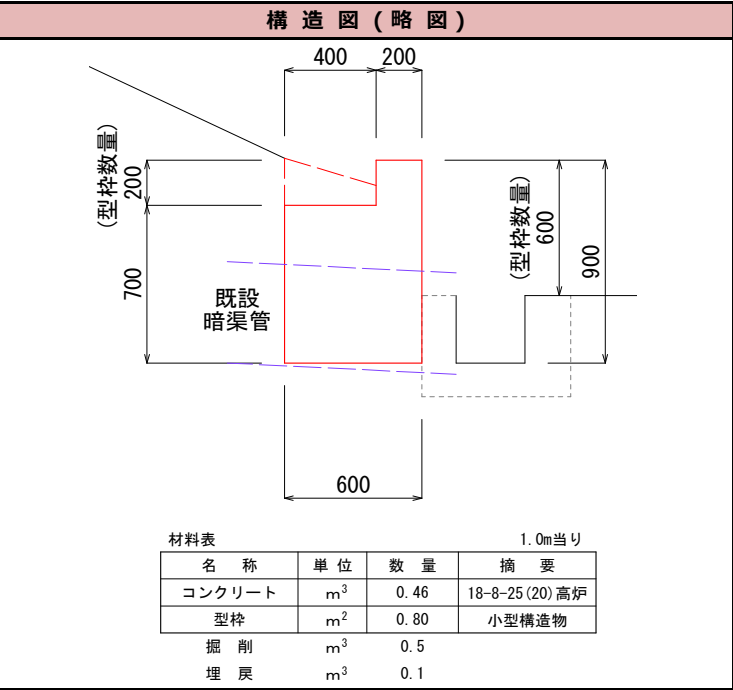 構 造 図 (略 図)
400 200
(型枠数量)
200
(型枠数量)
600
900
700
既設
暗渠管
600
材料表 1.0m当り
名 称 単 位 数 量 摘 要
コンクリート m³ 0.46 18-8-25(20)高炉
型枠 m² 0.80 小型構造物
掘 削 m³ 0.5
埋 戻 m³ 0.1